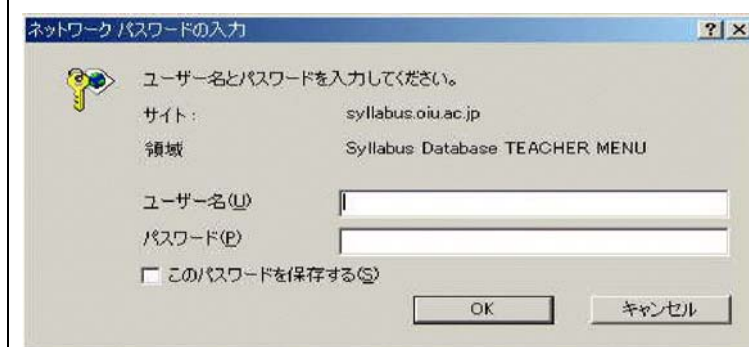 ネットワーク パスワードの入力
ユーザー名とパスワードを入力してください。
サイト： syllabus.oiu.ac.jp
領域 Syllabus Database TEACHER MENU
ユーザー名(U)
パスワード(P)
このパスワードを保存する(S)
OK キャンセル